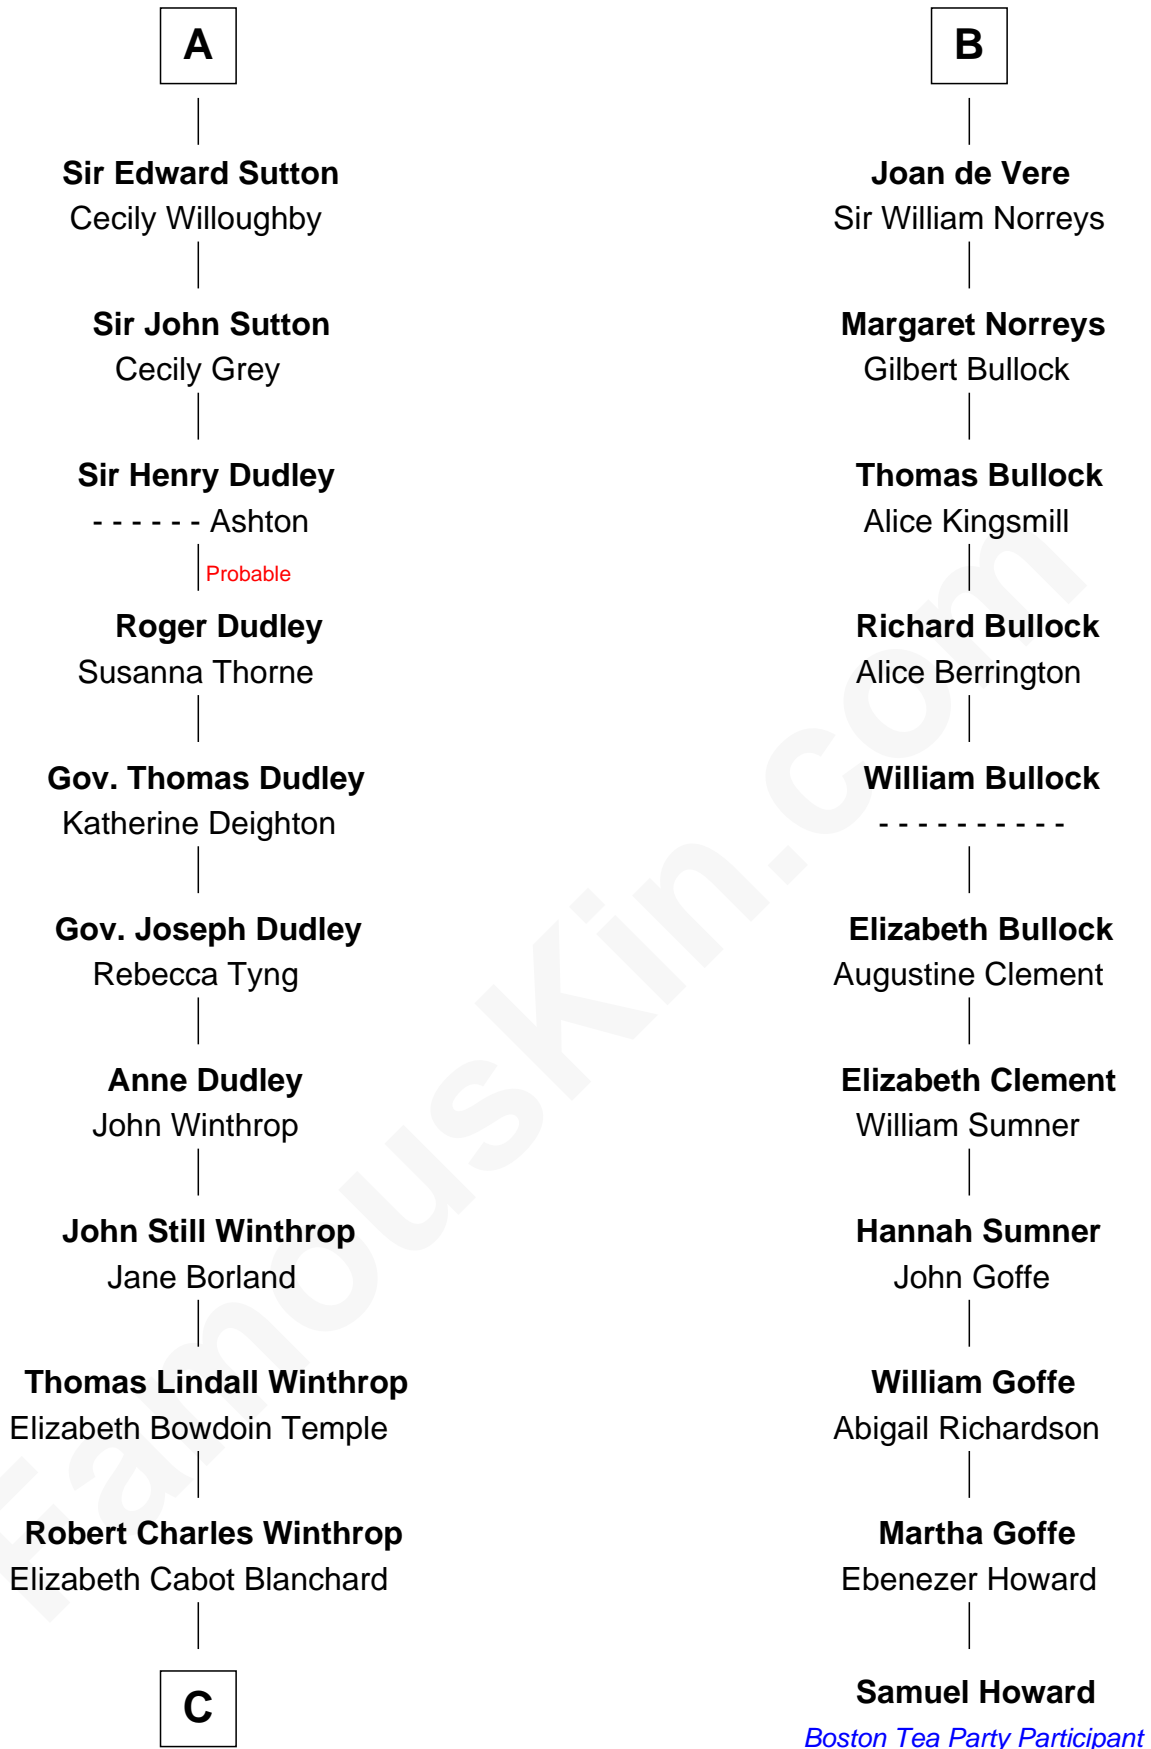 A
Sir Edward Sutton
Cecily Willoughby
Sir John Sutton
Cecily Grey
Sir Henry Dudley
- - - - - - Ashton
Probable
Roger Dudley
Susanna Thorne
Gov. Thomas Dudley
Katherine Deighton
Gov. Joseph Dudley
Rebecca Tyng
Anne Dudley
John Winthrop
John Still Winthrop
Jane Borland
Thomas Lindall Winthrop
Elizabeth Bowdoin Temple
Robert Charles Winthrop
Elizabeth Cabot Blanchard
C
B
Joan de Vere
Sir William Norreys
Margaret Norreys
Gilbert Bullock
Thomas Bullock
Alice Kingsmill
Richard Bullock
Alice Berrington
William Bullock
- - - - - - - - - -
Elizabeth Bullock
Augustine Clement
Elizabeth Clement
William Sumner
Hannah Sumner
John Goffe
William Goffe
Abigail Richardson
Martha Goffe
Ebenezer Howard
Samuel Howard
Boston Tea Party Participant
FamousKin.com